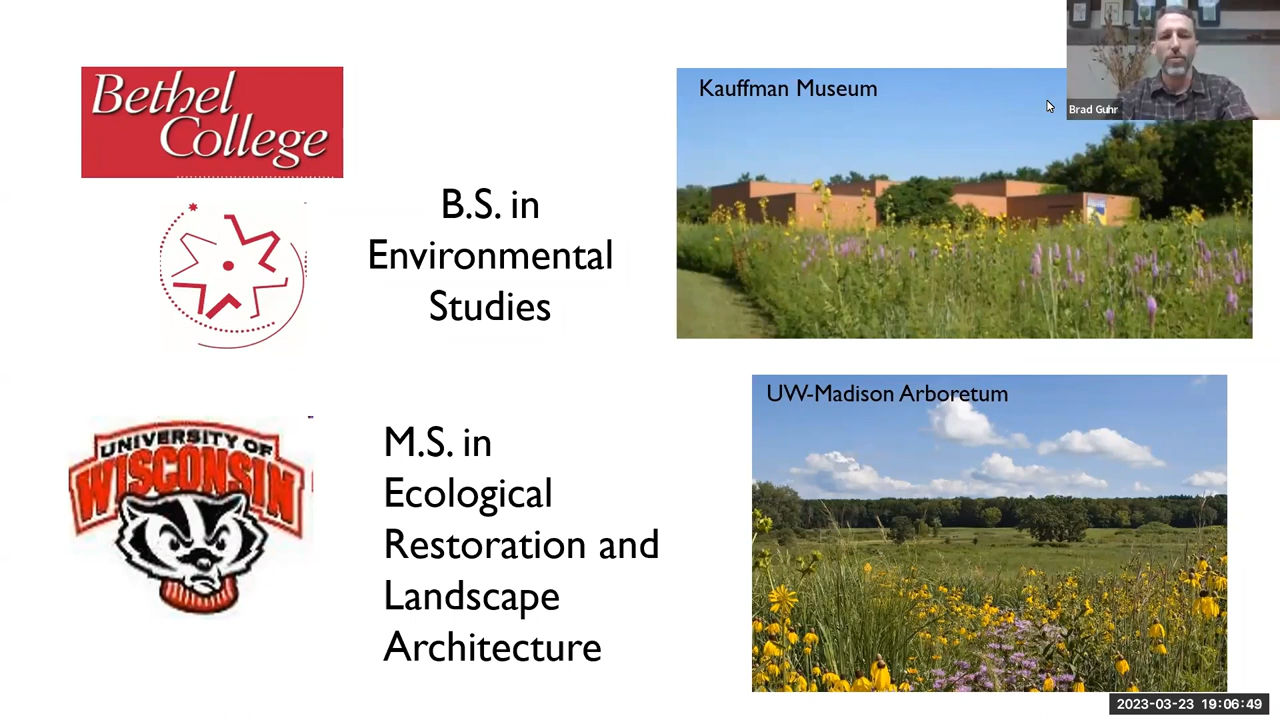 Bethel
College
B.S. in
Environmental
Studies
Kauffman Museum
Brad Guhr
UNIVERSITY OF
WISCONSIN
M.S. in
Ecological
Restoration and
Landscape
Architecture
UW-Madison Arboretum
2023-03-23 19:06:49